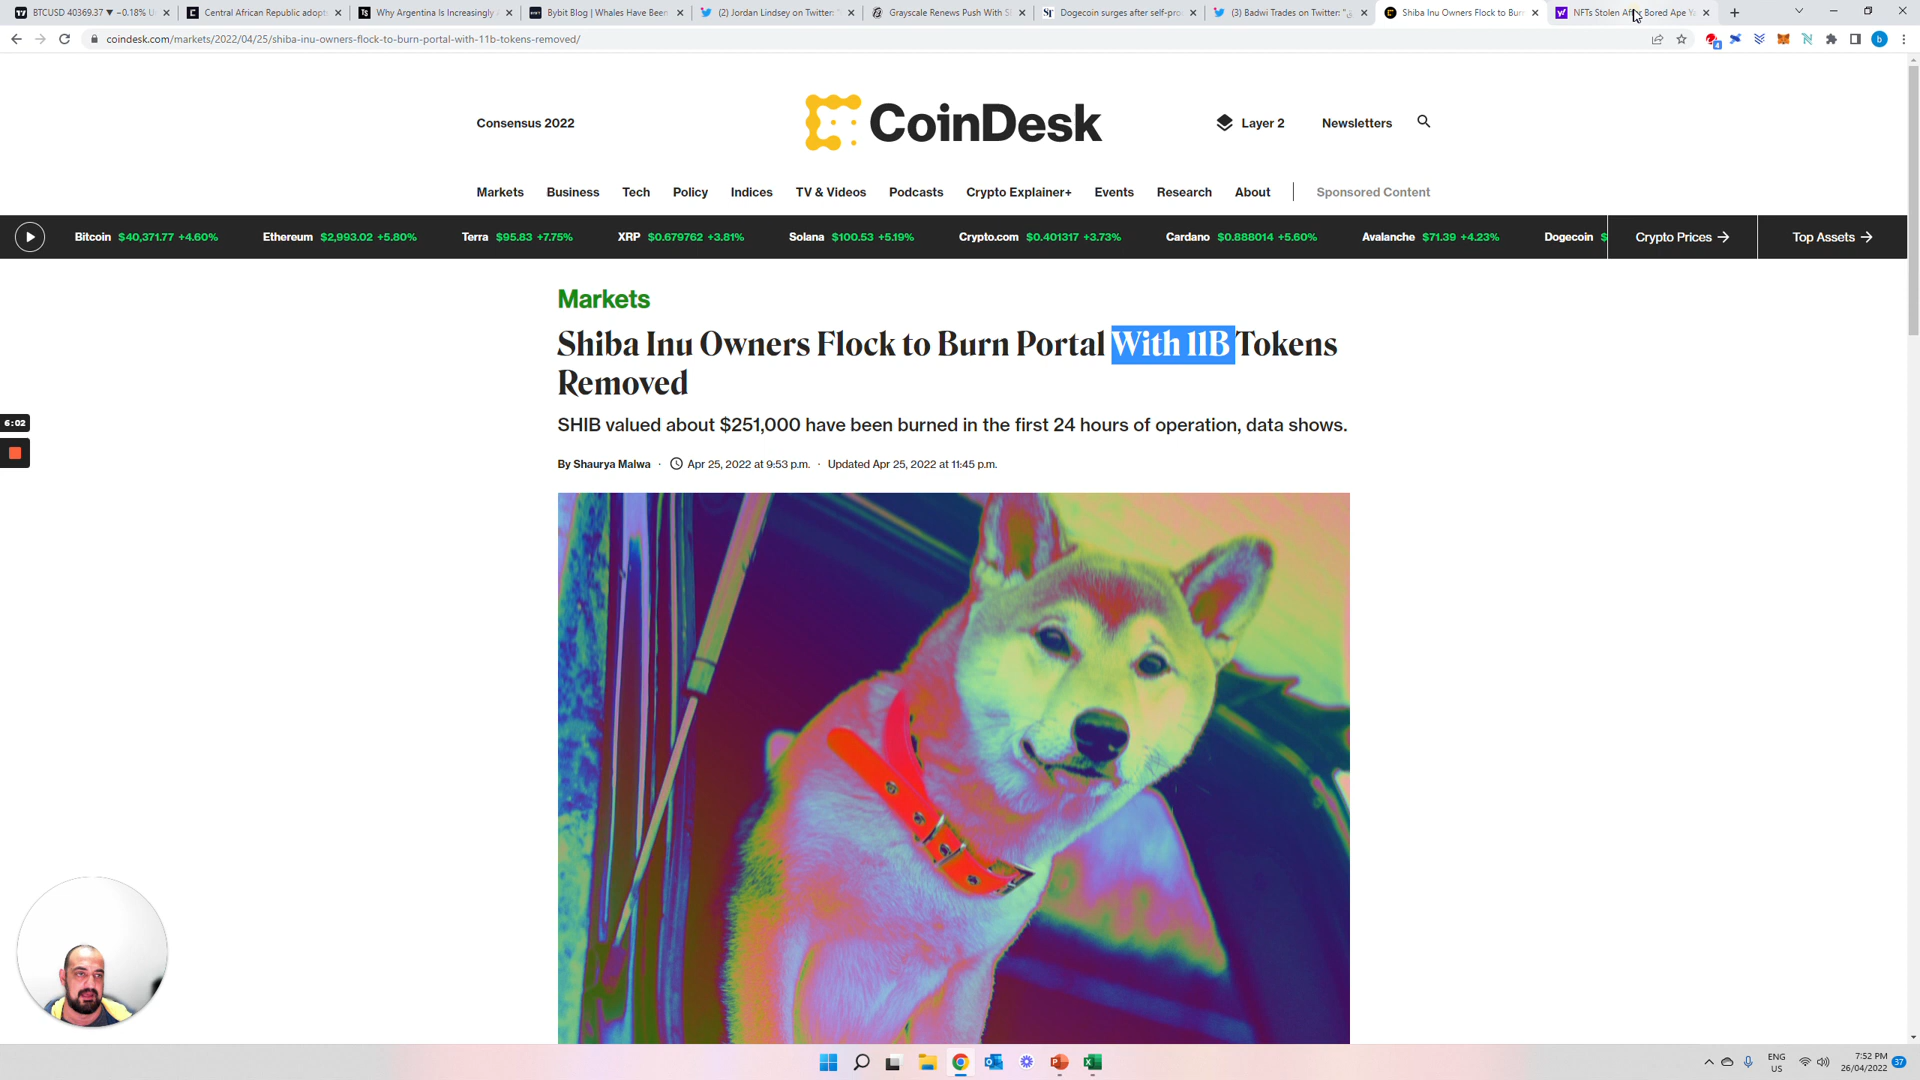 BTCUSD 40369.37 ▼ −0.18% U
Central African Republic adopt
Why Argentina Is Increasingly
Bybit Blog | Whales Have Been
(2) Jordan Lindsey on Twitter: "
Grayscale Renews Push With S
Dogecoin surges after self-pro
(3) Badwi Trades on Twitter: "
Shiba Inu Owners Flock to Bur
NFTs Stolen Af Bored Ape Y
coindesk.com/markets/2022/04/25/shiba-inu-owners-flock-to-burn-portal-with-11b-tokens-removed/
Consensus 2022
CoinDesk
Layer 2
Newsletters
Markets Business Tech Policy Indices TV & Videos Podcasts Crypto Explainer+ Events Research About Sponsored Content
Bitcoin $40,371.77 +4.60% Ethereum $2,993.02 +5.80% Terra $95.83 +7.75% XRP $0.679762 +3.81% Solana $100.53 +5.19% Crypto.com $0.401317 +3.73% Cardano $0.888014 +5.60% Avalanche $71.39 +4.23% Dogecoin $ Crypto Prices → Top Assets →
Markets
Shiba Inu Owners Flock to Burn Portal With 11B Tokens
Removed
SHIB valued about $251,000 have been burned in the first 24 hours of operation, data shows.
By Shaurya Malwa · Apr 25, 2022 at 9:53 p.m. · Updated Apr 25, 2022 at 11:45 p.m.
6:02
ENG
US
7:52 PM
26/04/2022
37